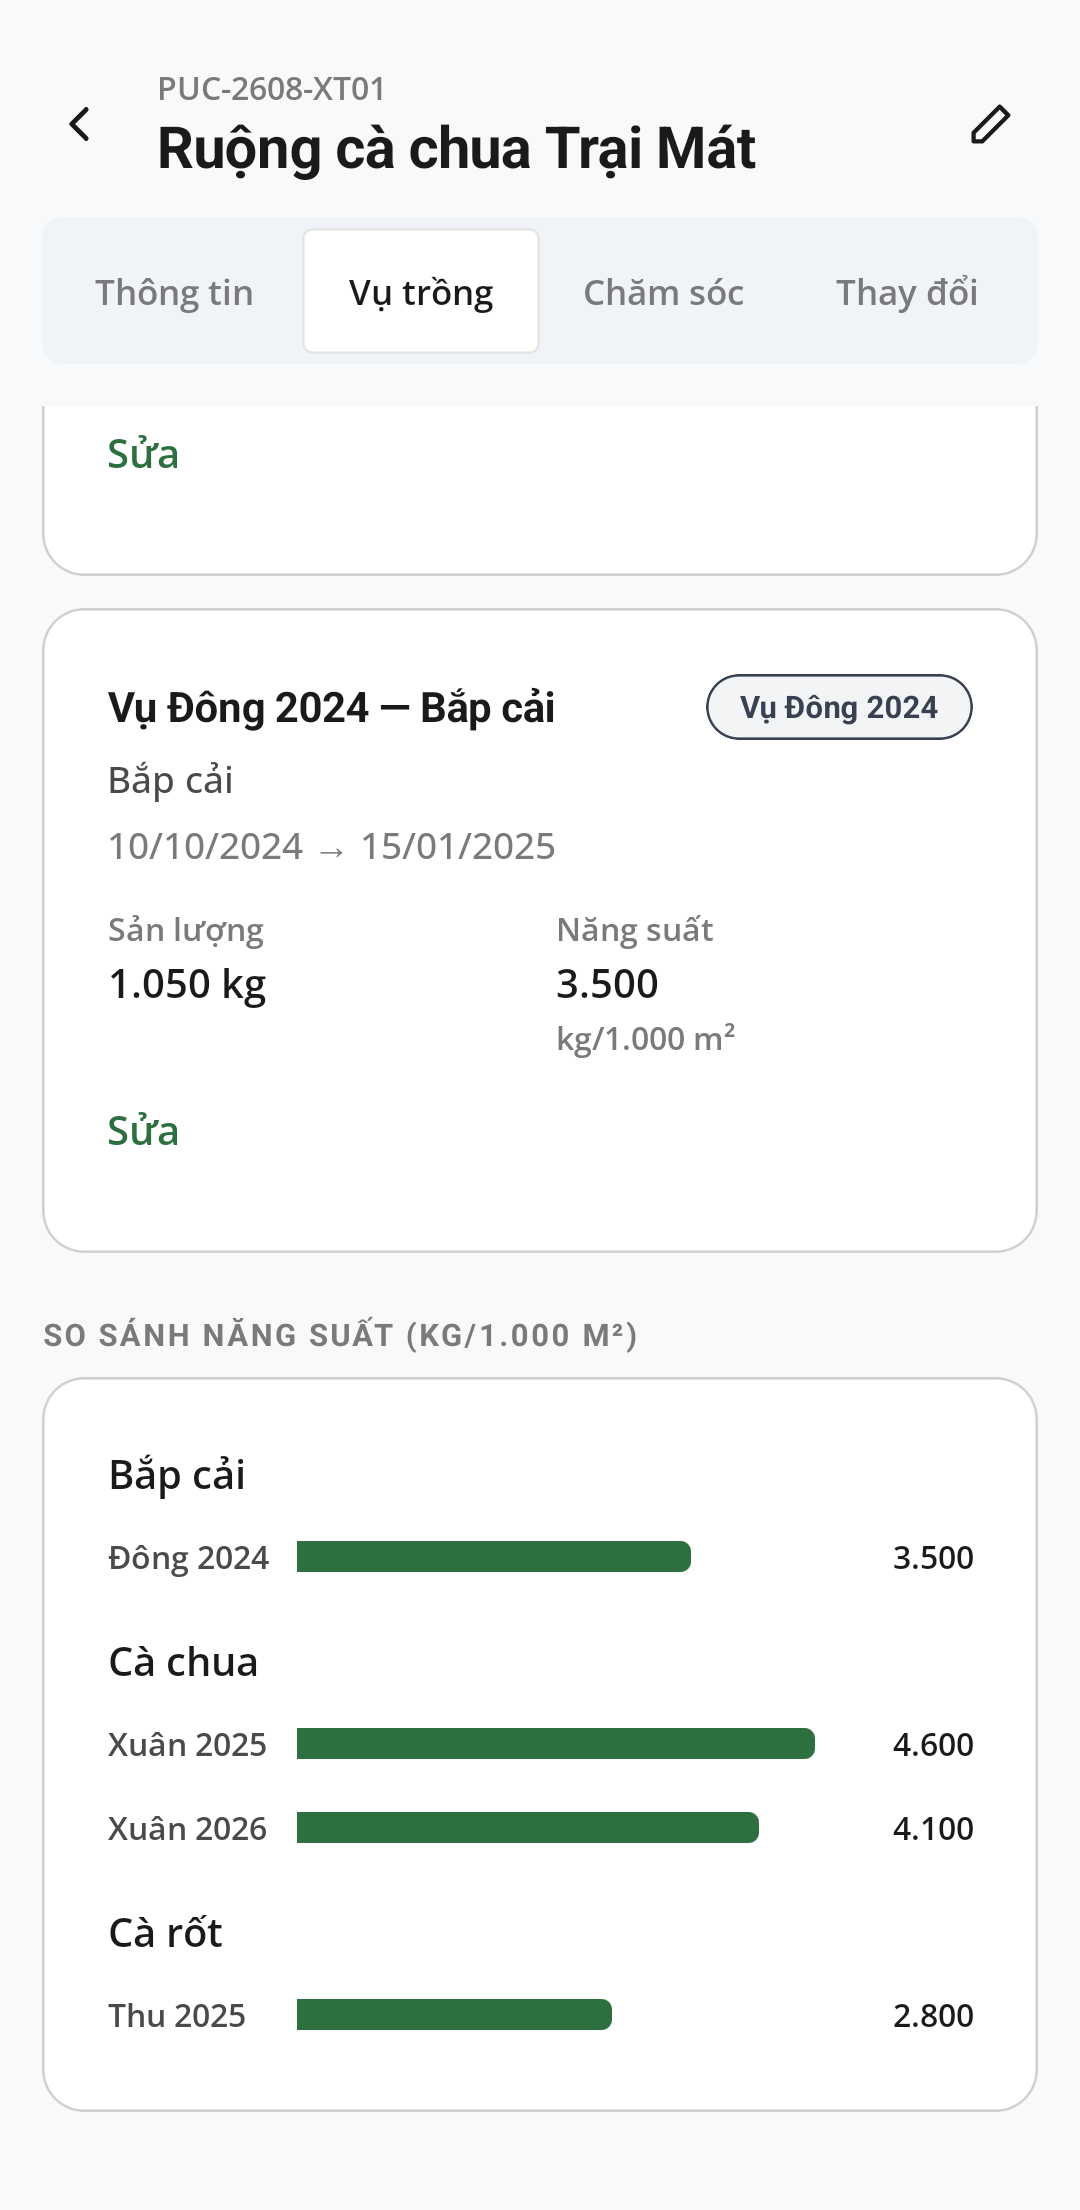 PUC-2608-XT01
Ruộng cà chua Trại Mát
Thông tin
Vụ trồng
Chăm sóc
Thay đổi
Sửa
Vụ Đông 2024 — Bắp cải
Vụ Đông 2024
Bắp cải
10/10/2024 → 15/01/2025
Sản lượng
Năng suất
1.050 kg
3.500
kg/1.000 m²
Sửa
SO SÁNH NĂNG SUẤT (KG/1.000 M²)
Bắp cải
Đông 2024
3.500
Cà chua
Xuân 2025
4.600
Xuân 2026
4.100
Cà rốt
Thu 2025
2.800